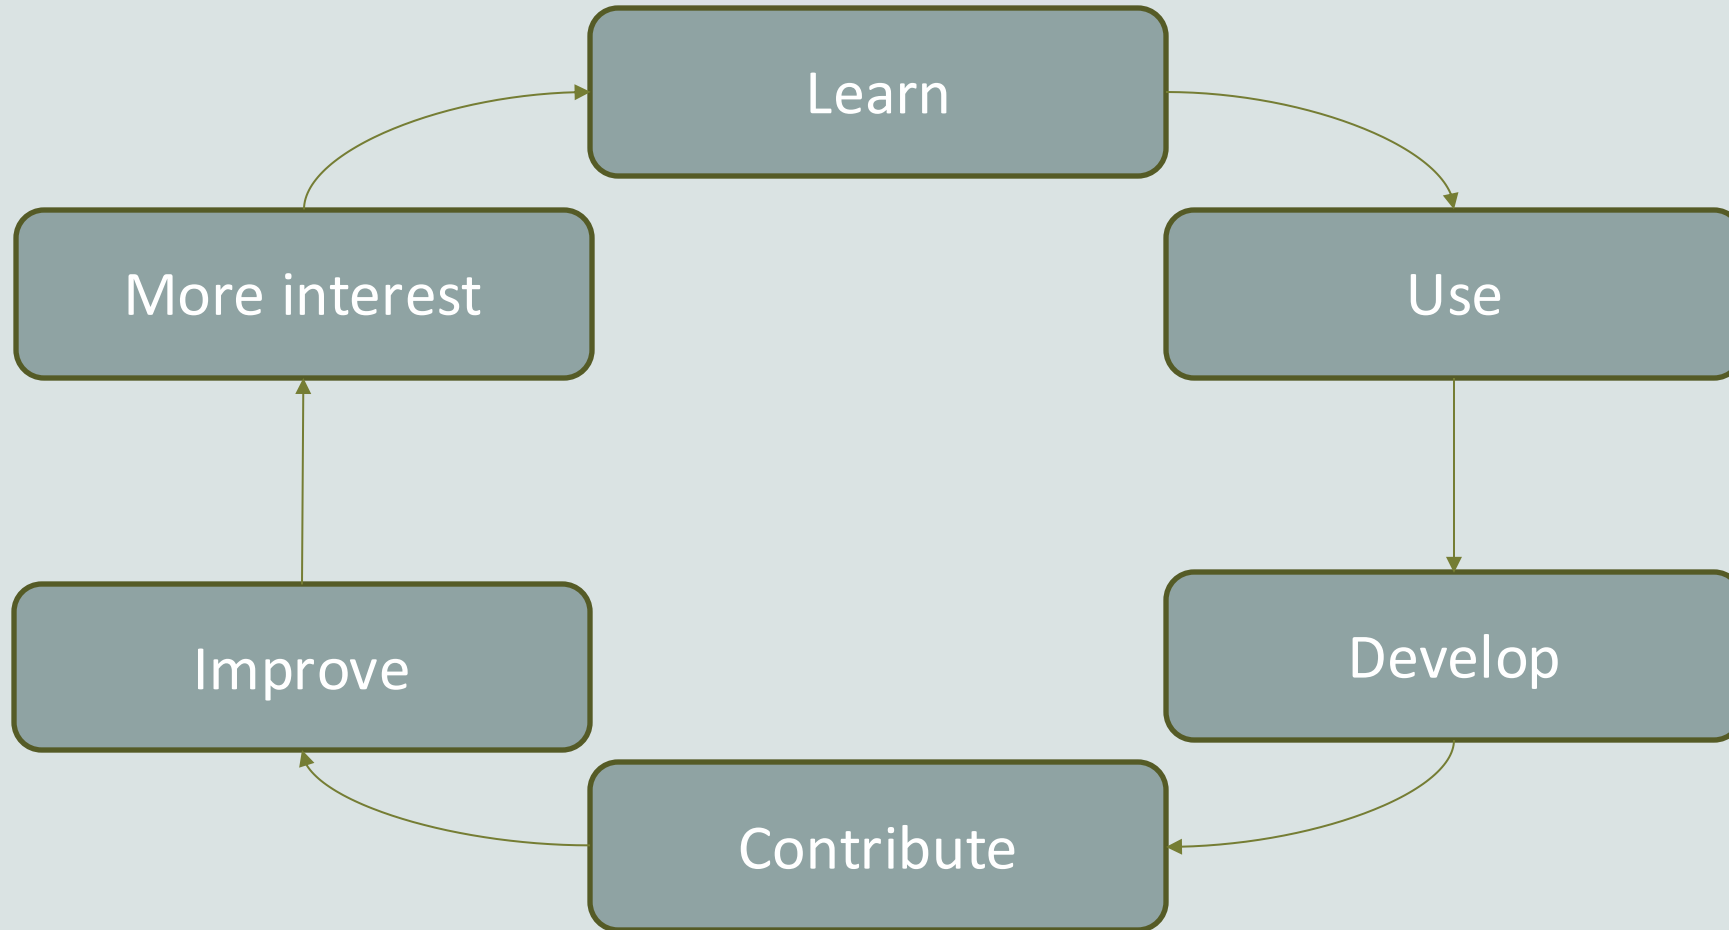 Learn
Use
Develop
Contribute
Improve
More interest